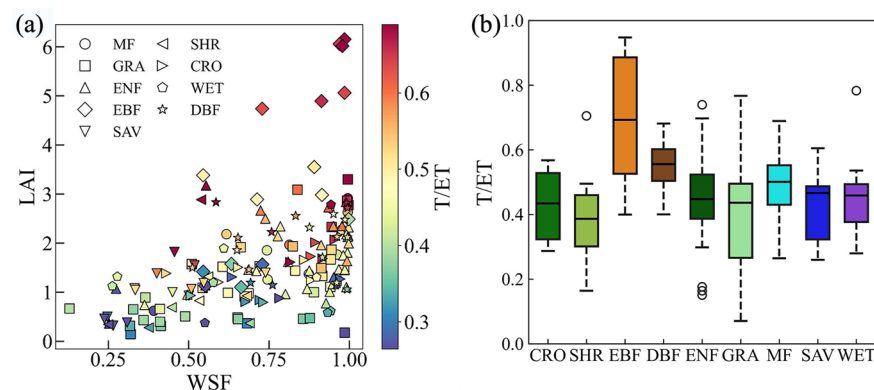 (a)
6
5
4
3
2
1
0
LAI
MF SHR
GRA CRO
ENF WET
EBF DBF
SAV
0.25 0.50 0.75 1.00
WSF
0.6
0.5
0.4
0.3
T/ET
(b)
1.0
0.8
0.6
0.4
0.2
0.0
T/ET
CRO SHR EBF DBF ENF GRA MF SAV WET